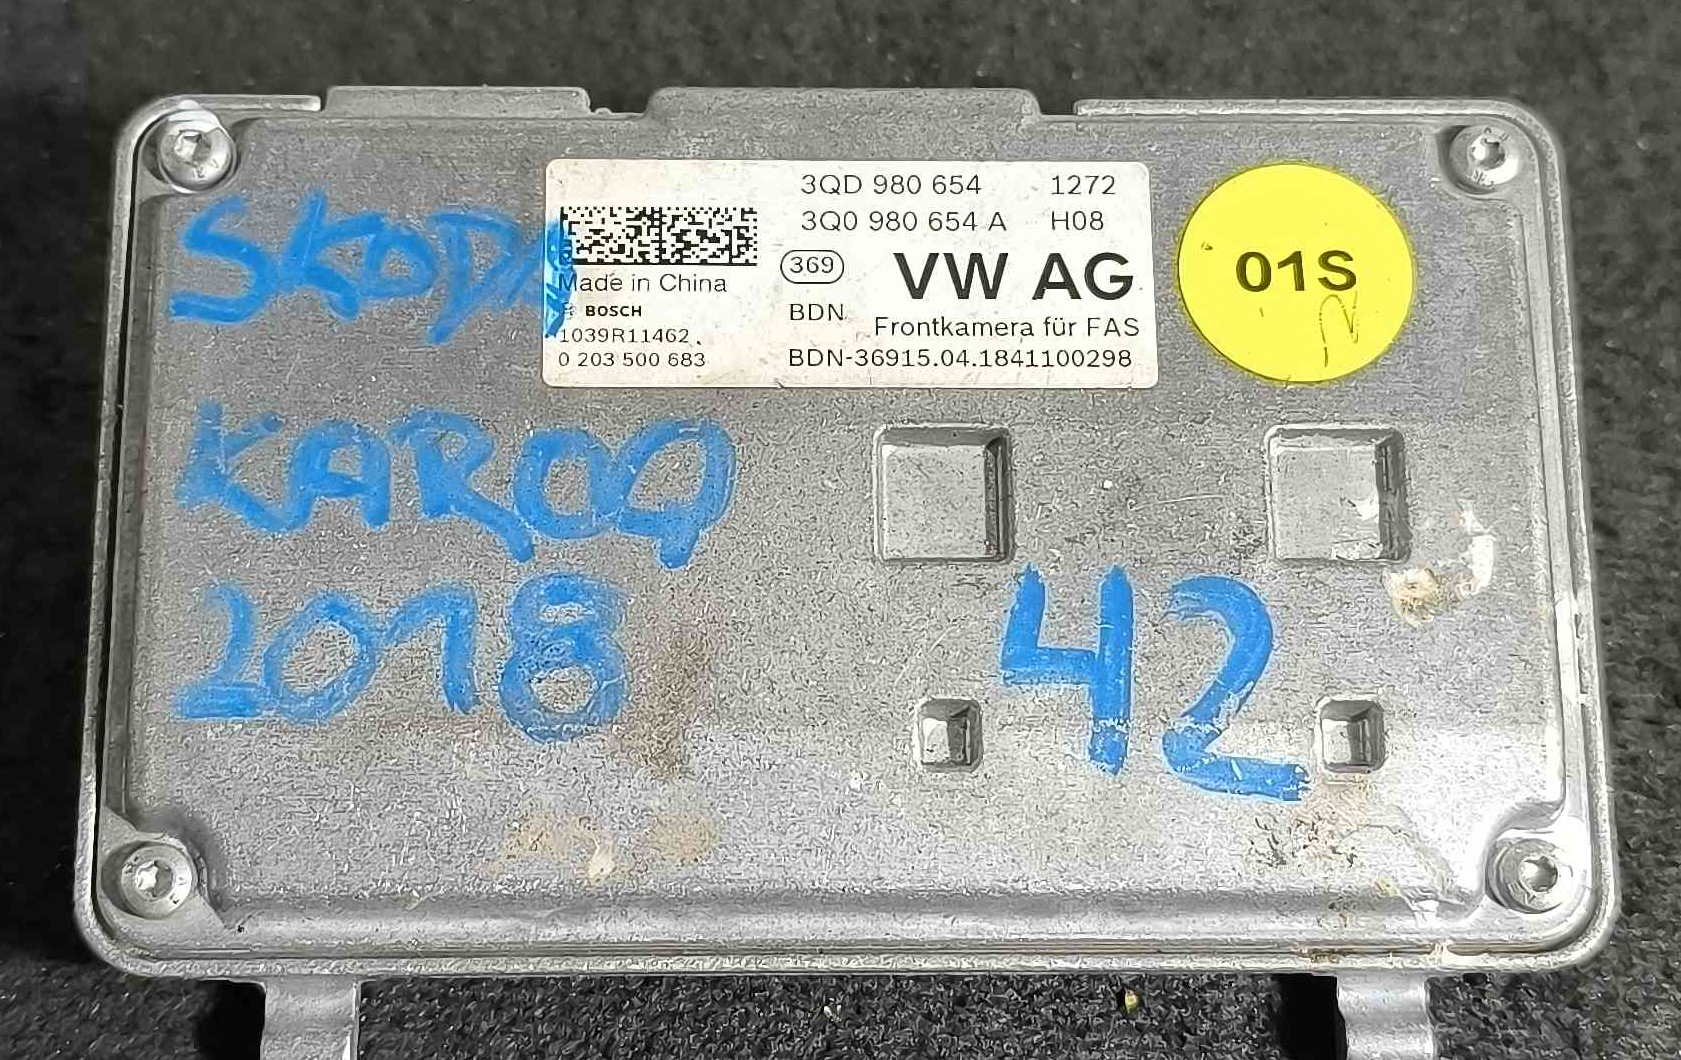 3QD 980 654 1272
3Q0 980 654 A H08
369 VW AG
Made in China
BOSCH
BDN Frontkamera für FAS
1039R11462
0 203 500 683
BDN-36915.04.1841100298
01S
SKODA
KAROQ
2018
42